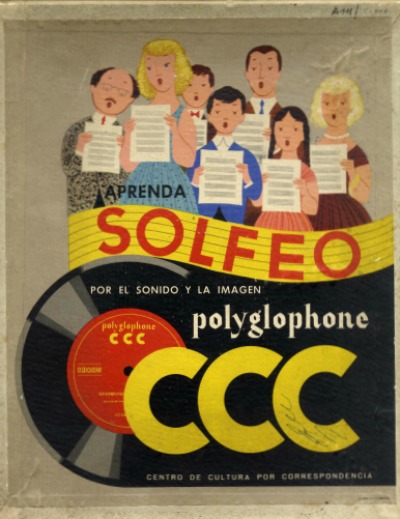 APRENDA
SOLFEO
POR EL SONIDO Y LA IMAGEN
polyglophone
CCC
polyglophone
CCC
CENTRO DE CULTURA POR CORRESPONDENCIA